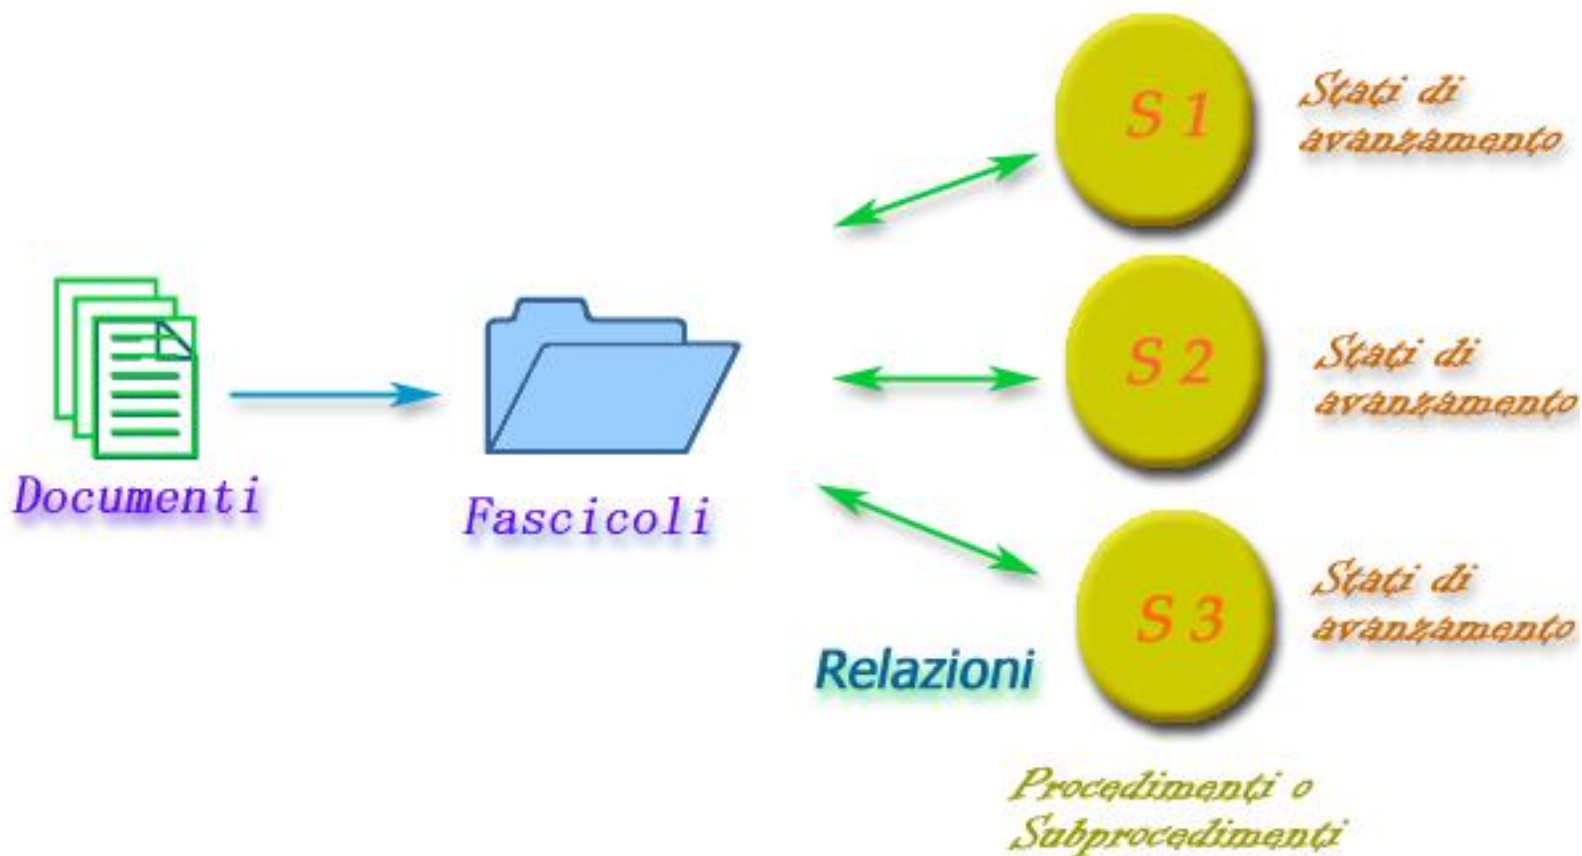 S 1
Stati di
avanzamento
S 2
Stati di
avanzamento
Documenti
Fascicoli
S 3
Stati di
avanzamento
Relazioni
Procedimenti o
Subprocedimenti